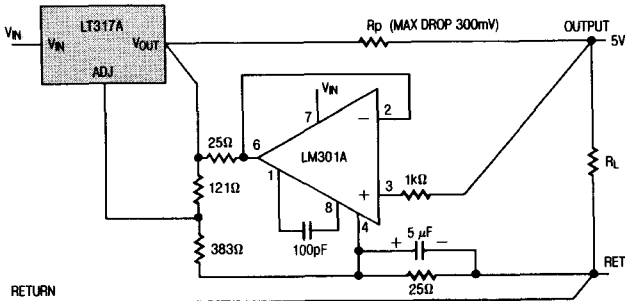 LT317A
VIN
VIN
VOUT
ADJ
Rp (MAX DROP 300mV)
OUTPUT
5V
VIN
7
2
−
25Ω
6
LM301A
1
8
+
3
1kΩ
4
RL
121Ω
100pF
+ 5 µF −
383Ω
25Ω
RET
RETURN